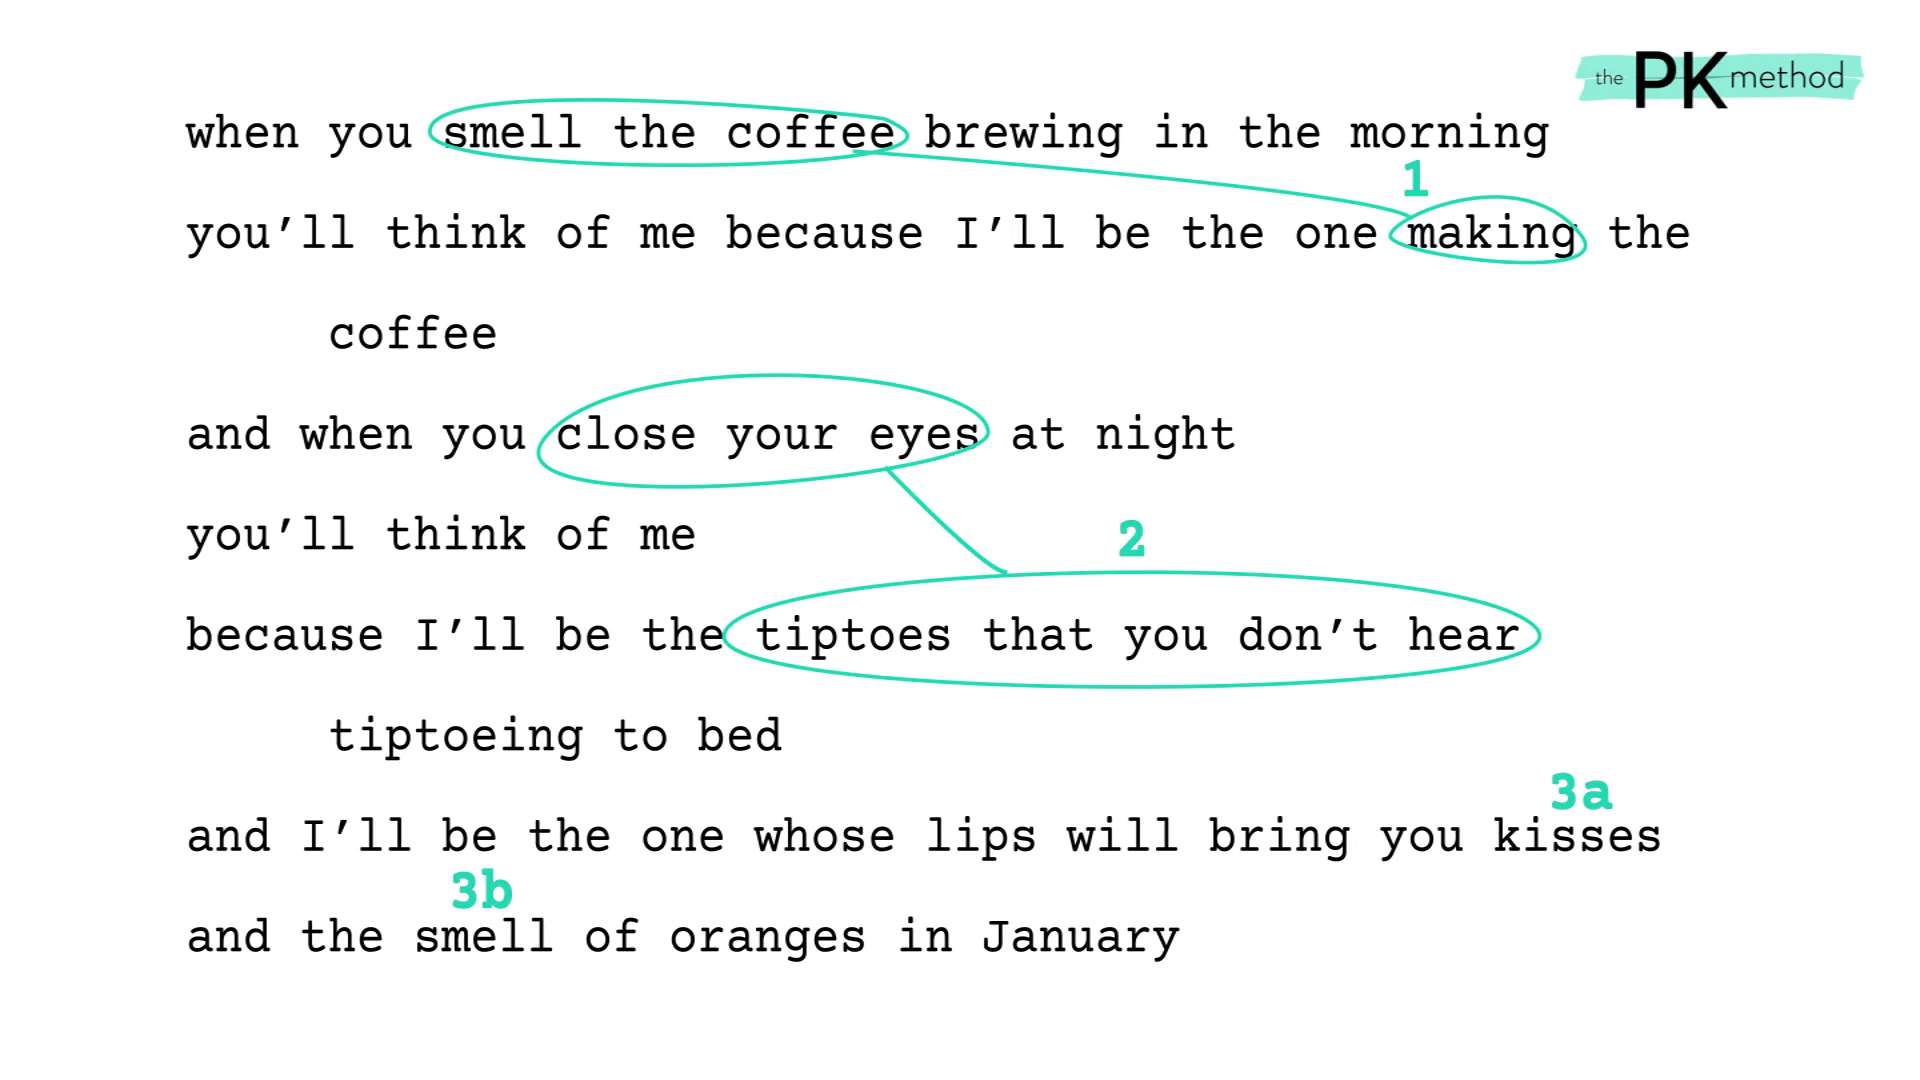 the PK method
when you smell the coffee brewing in the morning
1
you’ll think of me because I’ll be the one making the
coffee
and when you close your eyes at night
you’ll think of me
2
because I’ll be the tiptoes that you don’t hear
tiptoeing to bed
3a
and I’ll be the one whose lips will bring you kisses
3b
and the smell of oranges in January